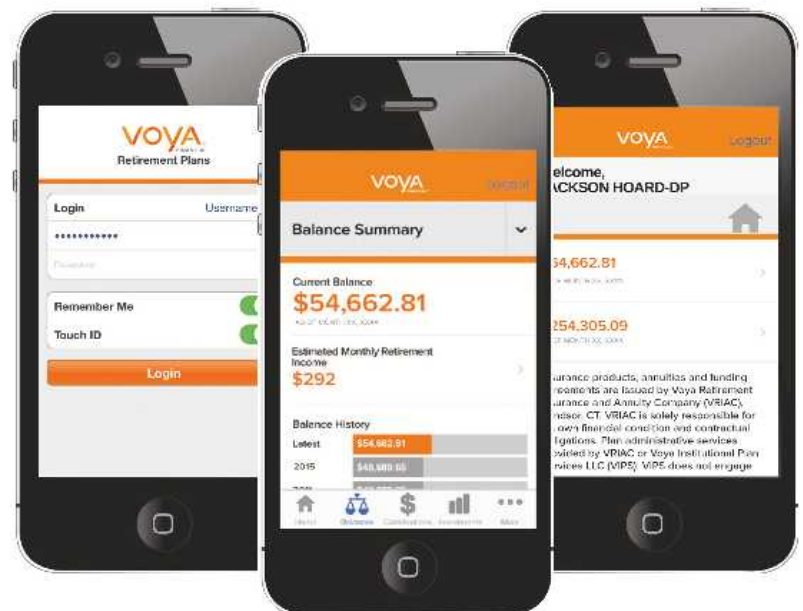 VOYA
Retirement Plans
Login Username
Remember Me
Touch ID
Login
VOYA
Logout
Balance Summary
Current Balance
$54,662.81
Estimated Monthly Retirement
Income
$292
Balance History
Latest $54,662.81
2015
More
VOYA
Logout
elcome,
ACKSON HOARD-DP
54,662.81
254,305.09
urance products, annuities and funding
reements are issued by Voya Retirement
urance and Annuity Company (VRIAC),
ndsor, CT. VRIAC is solely responsible for
own financial condition and contractual
ligations. Plan administrative services
ovided by VRIAC or Voya Institutional Plan
rvices LLC (VIPS). VIPS does not engage